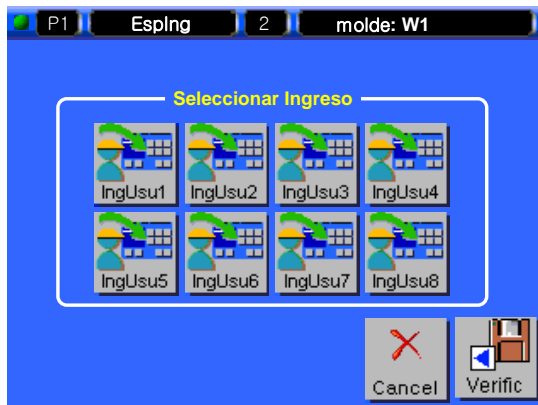 P1 EspIng 2 molde: W1
Seleccionar Ingreso
IngUsu1 IngUsu2 IngUsu3 IngUsu4
IngUsu5 IngUsu6 IngUsu7 IngUsu8
Cancel Verific